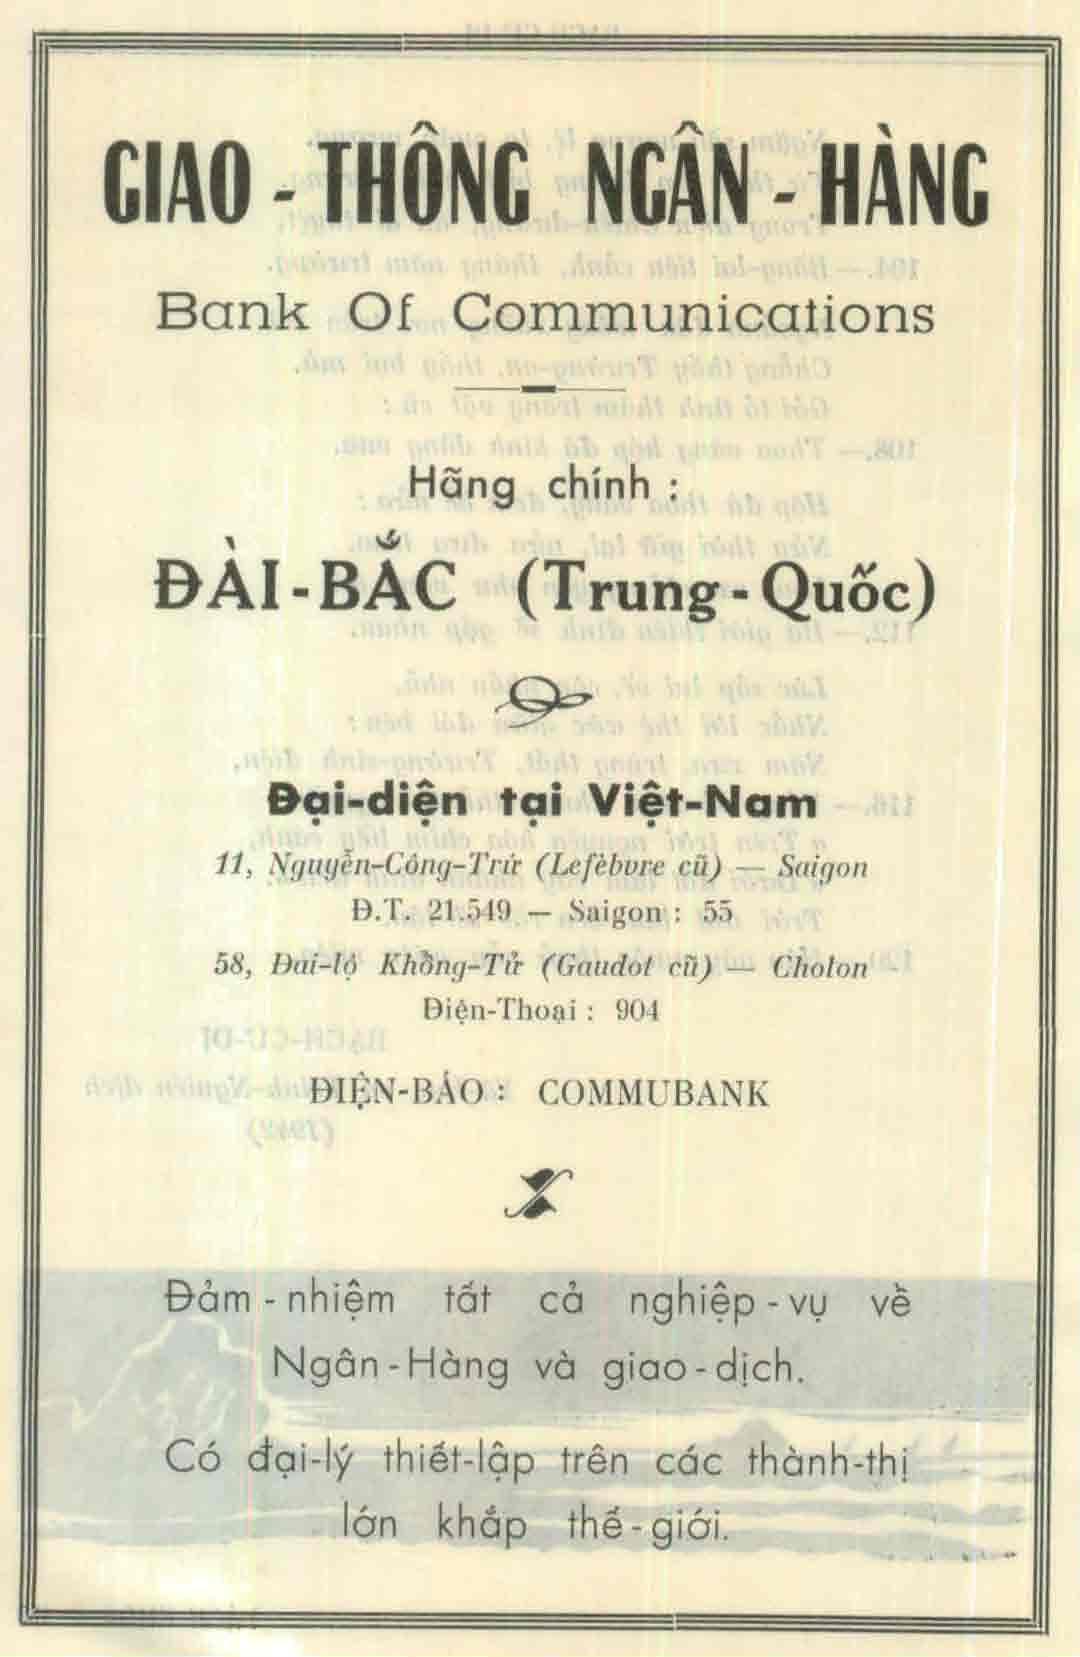 GIAO - THÔNG NGÂN - HÀNG
Bank Of Communications
Hãng chính :
ĐÀI - BẮC (Trung - Quốc)
Đại-diện tại Việt-Nam
11, Nguyễn-Công-Trứ (Lefèbvre cũ) — Saigon
Đ.T. 21.549 — Saigon : 55
58, Đai-lộ Khổng-Tử (Gaudot cũ) — Cholon
Điện-Thoại : 904
ĐIỆN-BÁO : COMMUBANK
Đảm - nhiệm tất cả nghiệp - vụ về
Ngân - Hàng và giao - dịch.
Có đại-lý thiết-lập trên các thành-thị
lớn khắp thế - giới.